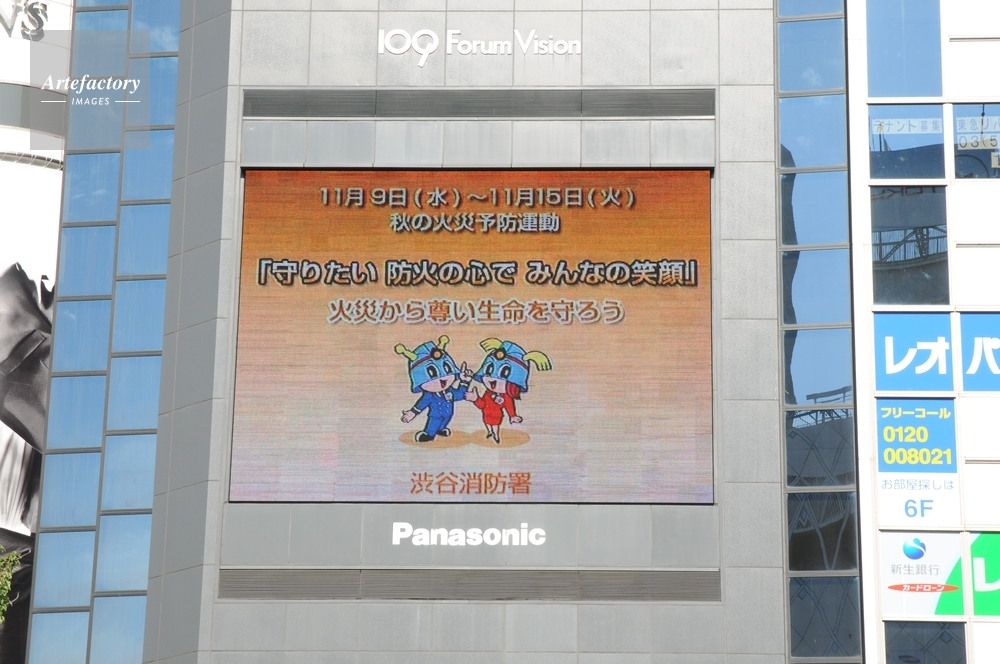 Artefactory
IMAGES
109 Forum Vision
11月9日(水)～11月15日(火)
秋の火災予防運動
「守りたい 防火の心で みんなの笑顔」
火災から尊い生命を守ろう
渋谷消防署
Panasonic
テナント募集
レオ
パ
フリーコール
0120
008021
お部屋探しは
6F
新生銀行
カードローン